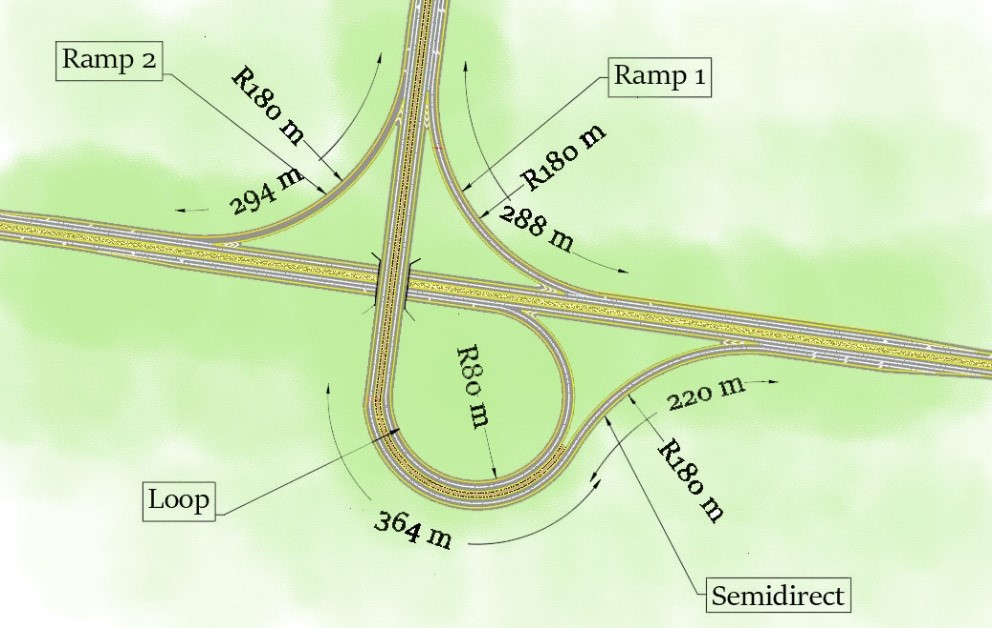 Ramp 2
R180 m
Ramp 1
R180 m
294 m
288 m
R80 m
220 m
R180 m
Loop
364 m
Semidirect